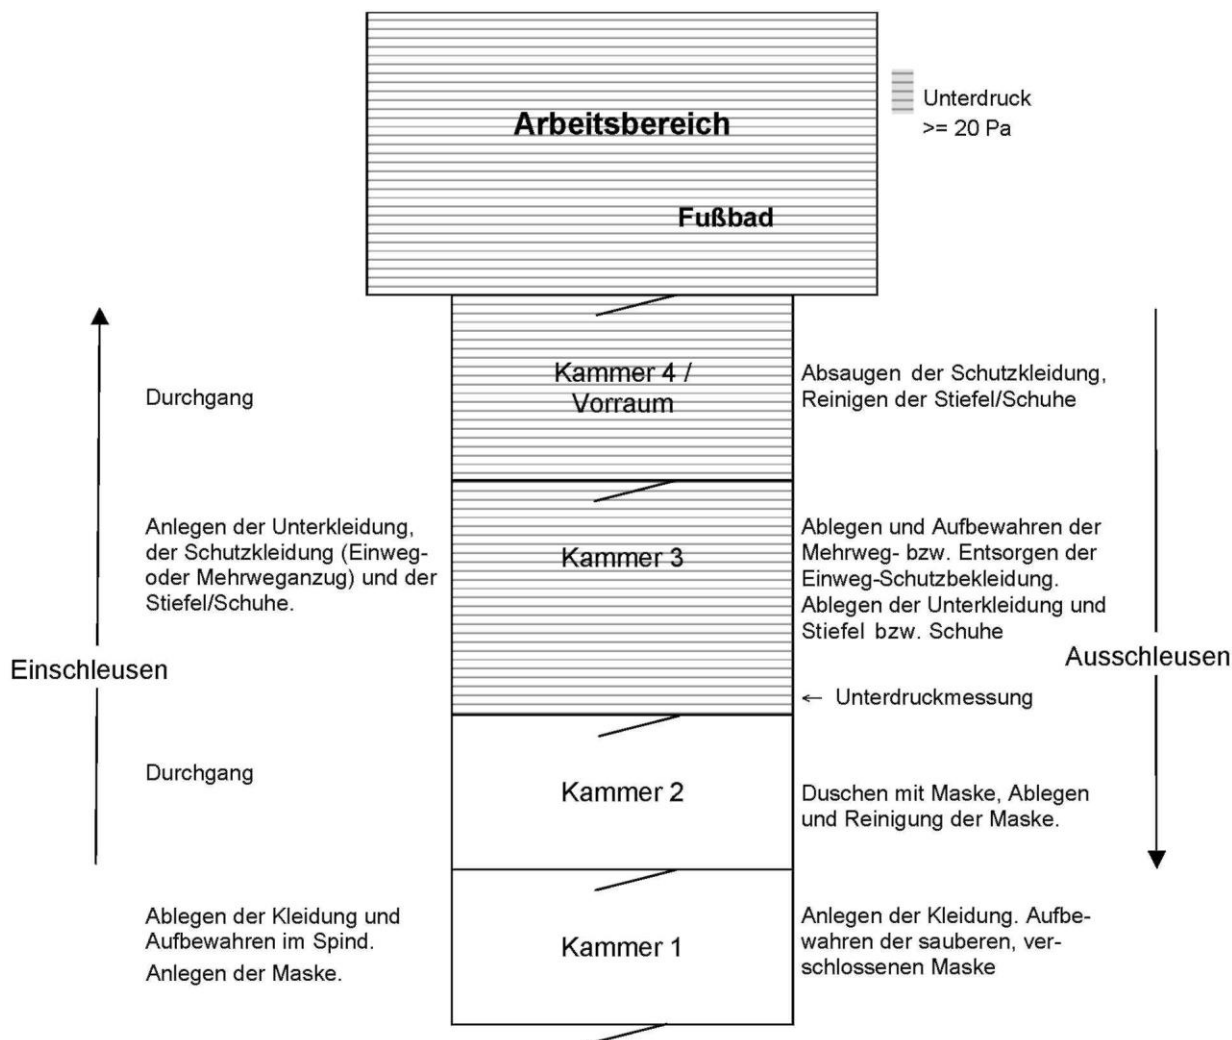 Arbeitsbereich
Unterdruck
>= 20 Pa
Fußbad
Durchgang
Kammer 4 /
Vorraum
Absaugen der Schutzkleidung,
Reinigen der Stiefel/Schuhe
Anlegen der Unterkleidung,
der Schutzkleidung (Einweg-
oder Mehrweganzug) und der
Stiefel/Schuhe.
Kammer 3
Ablegen und Aufbewahren der
Mehrweg- bzw. Entsorgen der
Einweg-Schutzbekleidung.
Ablegen der Unterkleidung und
Stiefel bzw. Schuhe
Einschleusen
Ausschleusen
← Unterdruckmessung
Durchgang
Kammer 2
Duschen mit Maske, Ablegen
und Reinigung der Maske.
Ablegen der Kleidung und
Aufbewahren im Spind.
Anlegen der Maske.
Kammer 1
Anlegen der Kleidung. Aufbe-
wahren der sauberen, ver-
schlossenen Maske